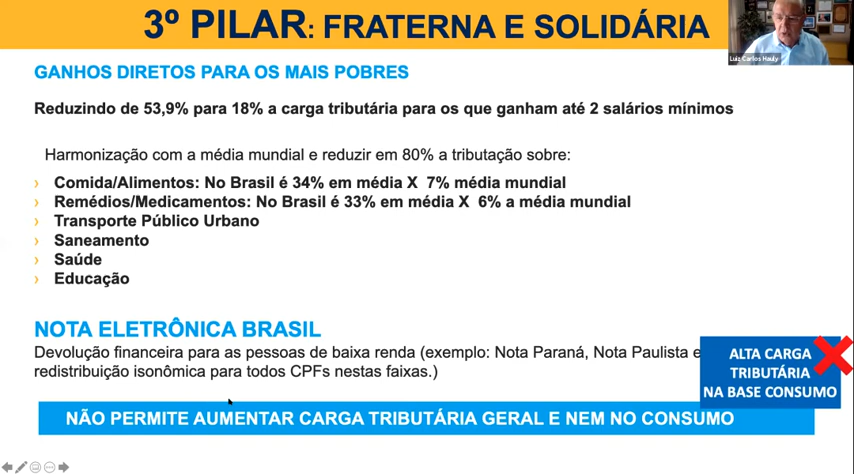 3º PILAR: FRATERNA E SOLIDÁRIA
Luiz Carlos Hauly
GANHOS DIRETOS PARA OS MAIS POBRES
Reduzindo de 53,9% para 18% a carga tributária para os que ganham até 2 salários mínimos
Harmonização com a média mundial e reduzir em 80% a tributação sobre:
› Comida/Alimentos: No Brasil é 34% em média X 7% média mundial
› Remédios/Medicamentos: No Brasil é 33% em média X 6% a média mundial
› Transporte Público Urbano
› Saneamento
› Saúde
› Educação
NOTA ELETRÔNICA BRASIL
Devolução financeira para as pessoas de baixa renda (exemplo: Nota Paraná, Nota Paulista e
redistribuição isonômica para todos CPFs nestas faixas.)
ALTA CARGA
TRIBUTÁRIA
NA BASE CONSUMO
NÃO PERMITE AUMENTAR CARGA TRIBUTÁRIA GERAL E NEM NO CONSUMO